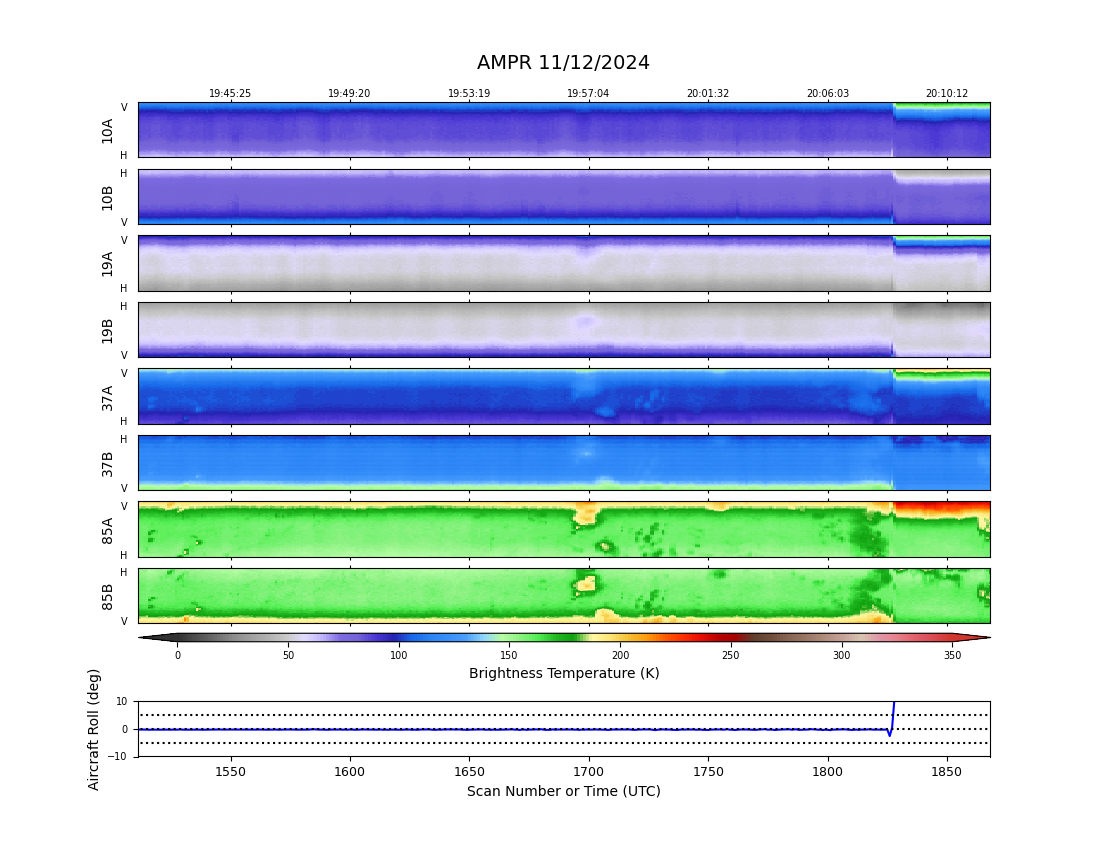 AMPR 11/12/2024
19:45:25 19:49:20 19:53:19 19:57:04 20:01:32 20:06:03 20:10:12
V
10A
H
H
10B
V
V
19A
H
H
19B
V
V
37A
H
H
37B
V
V
85A
H
H
85B
V
0 50 100 150 200 250 300 350
Brightness Temperature (K)
10
0
−10
Aircraft Roll (deg)
1550 1600 1650 1700 1750 1800 1850
Scan Number or Time (UTC)